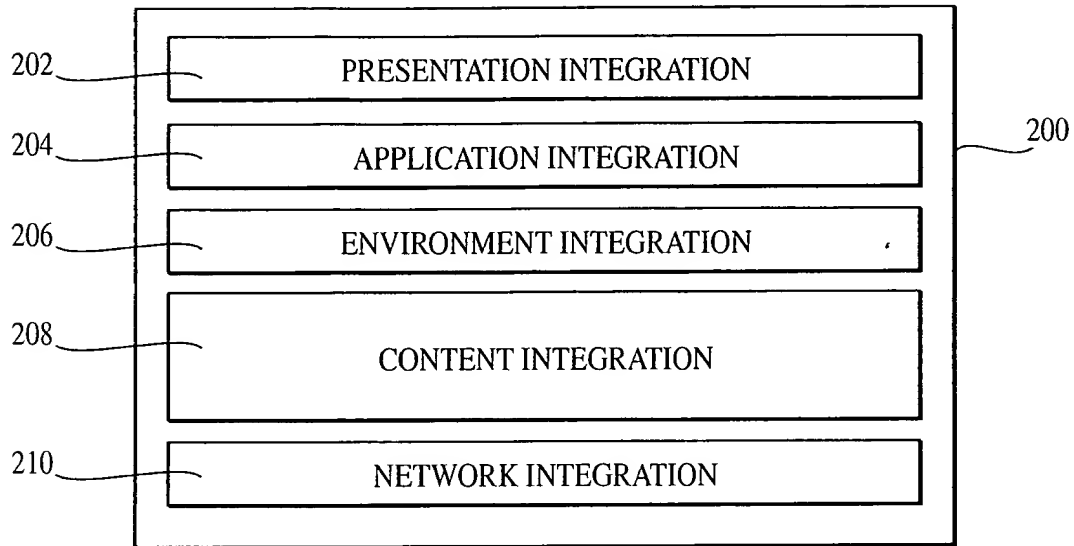 202 PRESENTATION INTEGRATION
204 APPLICATION INTEGRATION
200
206 ENVIRONMENT INTEGRATION
208 CONTENT INTEGRATION
210 NETWORK INTEGRATION